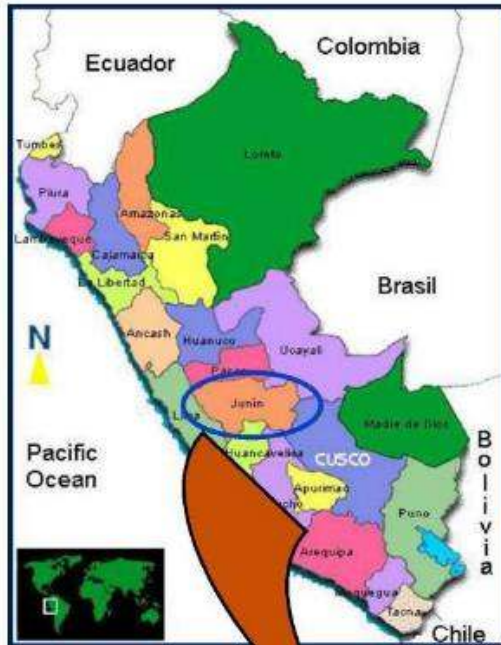 Colombia
Ecuador
Tumbes
Loreto
Piura
Amazonas
Lambayeque
San Martin
Cajamarca
La Libertad
Brasil
Ancash
Huanuco
Ucayali
N
Pasco
Junin
Lima
Madre de Dios
Huancavelica
CUSCO
Pacific
Ocean
Apurimac
Bolivia
Puno
Arequipa
Moquegua
Tacna
Chile